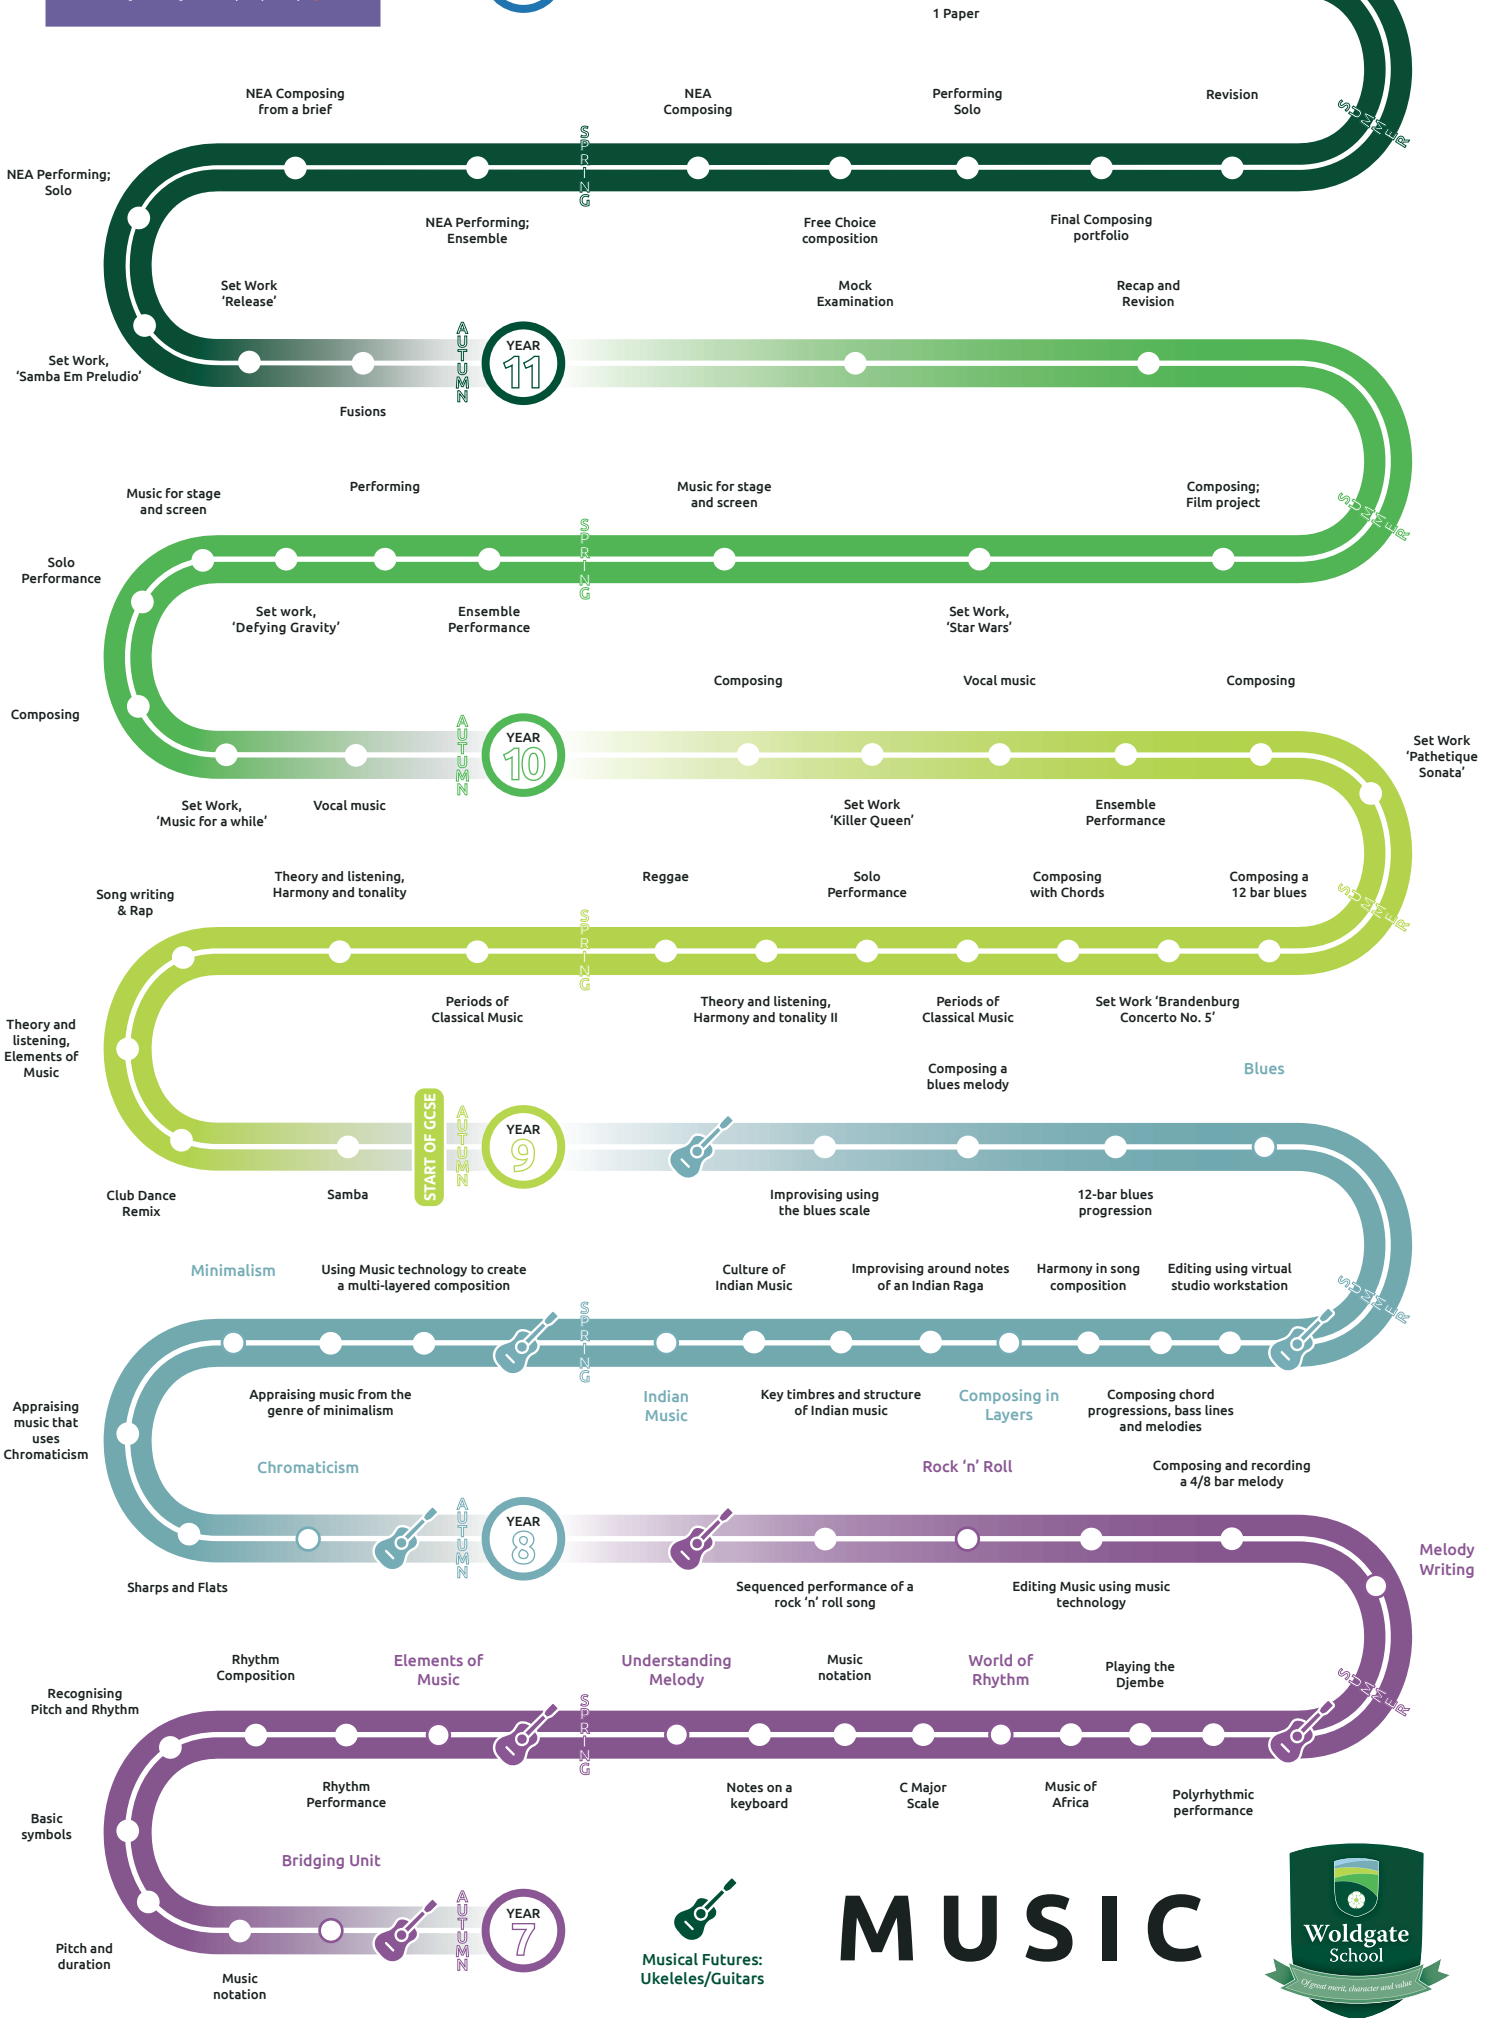 1 Paper
NEA Composing
from a brief
NEA
Composing
Performing
Solo
Revision
SUMMER
SPRING
NEA Performing;
Solo
NEA Performing;
Ensemble
Free Choice
composition
Final Composing
portfolio
Set Work
‘Release’
Mock
Examination
Recap and
Revision
AUTUMN
YEAR
11
Set Work,
‘Samba Em Preludio’
Fusions
Music for stage
and screen
Performing
Music for stage
and screen
Composing;
Film project
SUMMER
SPRING
Solo
Performance
Set work,
‘Defying Gravity’
Ensemble
Performance
Set Work,
‘Star Wars’
Composing
Vocal music
Composing
Composing
AUTUMN
YEAR
10
Set Work
‘Pathetique
Sonata’
Set Work,
‘Music for a while’
Vocal music
Set Work
‘Killer Queen’
Ensemble
Performance
Song writing
& Rap
Theory and listening,
Harmony and tonality
Reggae
Solo
Performance
Composing
with Chords
Composing a
12 bar blues
SUMMER
SPRING
Periods of
Classical Music
Theory and listening,
Harmony and tonality II
Periods of
Classical Music
Set Work ‘Brandenburg
Concerto No. 5’
Theory and
listening,
Elements of
Music
Composing a
blues melody
Blues
START OF GCSE
AUTUMN
YEAR
9
Club Dance
Remix
Samba
Improvising using
the blues scale
12-bar blues
progression
Minimalism
Using Music technology to create
a multi-layered composition
Culture of
Indian Music
Improvising around notes
of an Indian Raga
Harmony in song
composition
Editing using virtual
studio workstation
SUMMER
SPRING
Appraising
music that
uses
Chromaticism
Appraising music from the
genre of minimalism
Indian
Music
Key timbres and structure
of Indian music
Composing in
Layers
Composing chord
progressions, bass lines
and melodies
Chromaticism
Rock ‘n’ Roll
Composing and recording
a 4/8 bar melody
AUTUMN
YEAR
8
Melody
Writing
Sharps and Flats
Sequenced performance of a
rock ‘n’ roll song
Editing Music using music
technology
Recognising
Pitch and Rhythm
Rhythm
Composition
Elements of
Music
Understanding
Melody
Music
notation
World of
Rhythm
Playing the
Djembe
SUMMER
SPRING
Basic
symbols
Rhythm
Performance
Notes on a
keyboard
C Major
Scale
Music of
Africa
Polyrhythmic
performance
Bridging Unit
AUTUMN
YEAR
7
Pitch and
duration
Music
notation
Musical Futures:
Ukeleles/Guitars
MUSIC
Woldgate
School
Of great merit, character and value